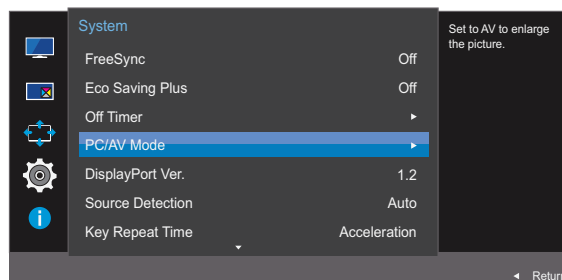 System
FreeSync Off
Eco Saving Plus Off
Off Timer
PC/AV Mode
DisplayPort Ver. 1.2
Source Detection Auto
Key Repeat Time Acceleration
Set to AV to enlarge
the picture.
Return